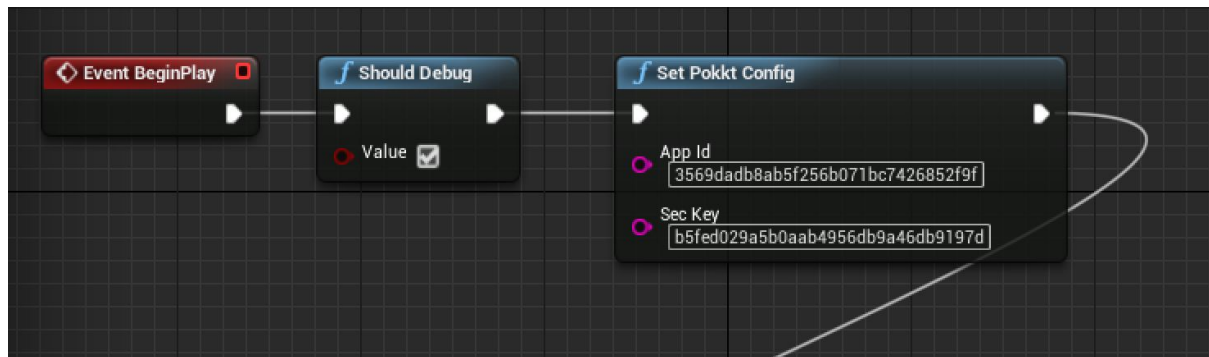 Event BeginPlay
Should Debug
Value
Set Pokkt Config
App Id
3569dadb8ab5f256b071bc7426852f9f
Sec Key
b5fed029a5b0aab4956db9a46db9197d